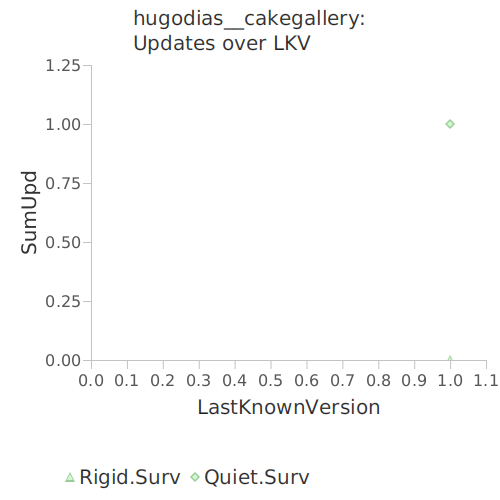 hugodias__cakegallery:
Updates over LKV
1.25
1.00
0.75
0.50
0.25
0.00
SumUpd
0.0 0.1 0.2 0.3 0.4 0.5 0.6 0.7 0.8 0.9 1.0 1.1
LastKnownVersion
Rigid.Surv Quiet.Surv